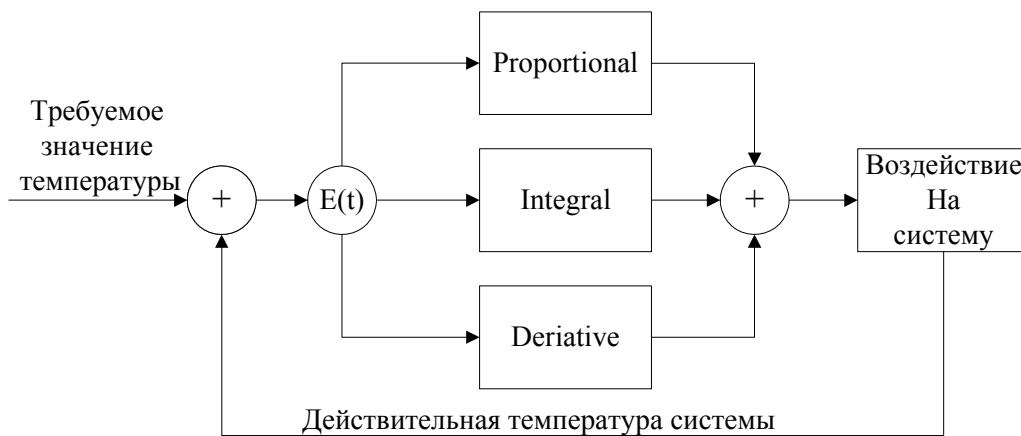 Proportional
Требуемое
значение
температуры
+
E(t)
Integral
+
Воздействие
На
систему
Deriative
Действительная температура системы